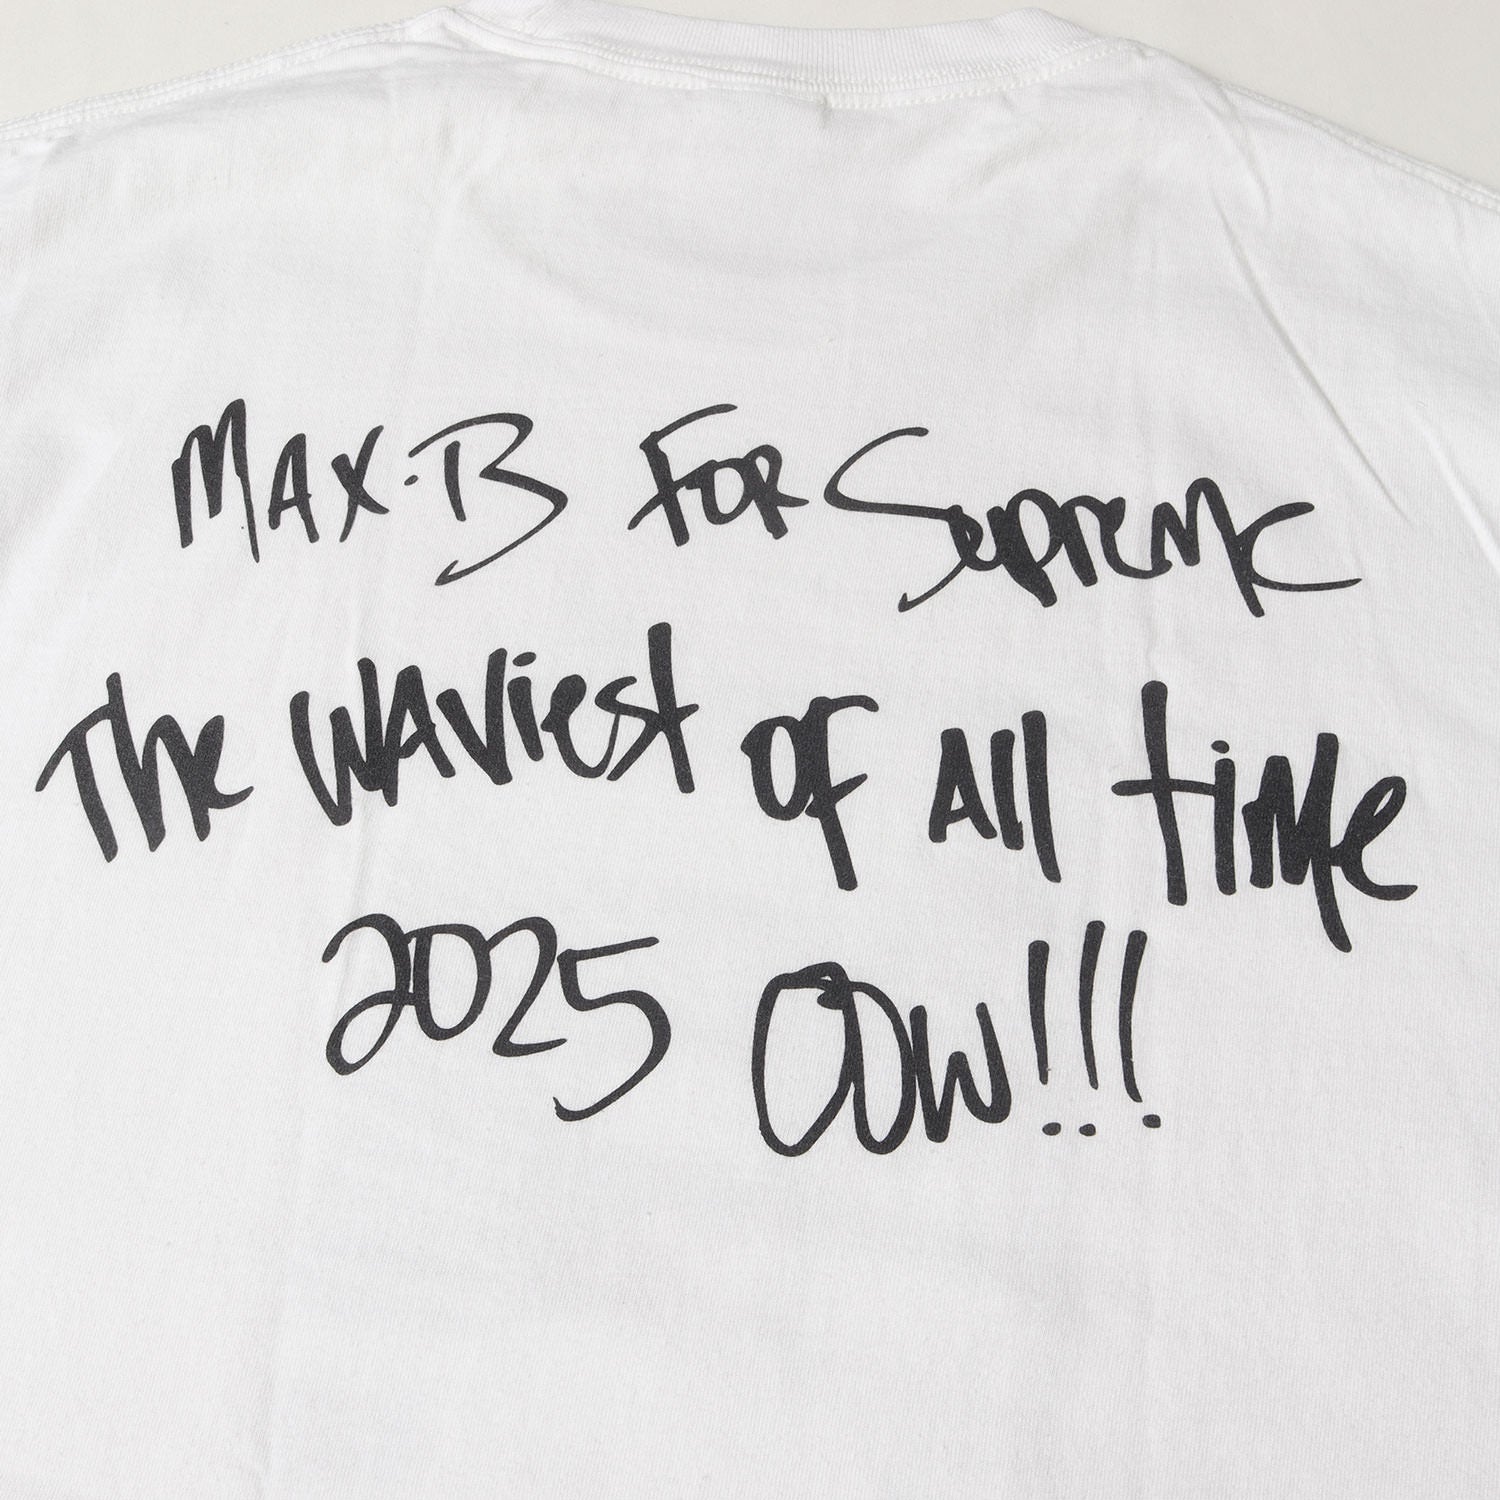 MAX.B FOR Supreme
The WAViest of All time
2025 OOW!!!